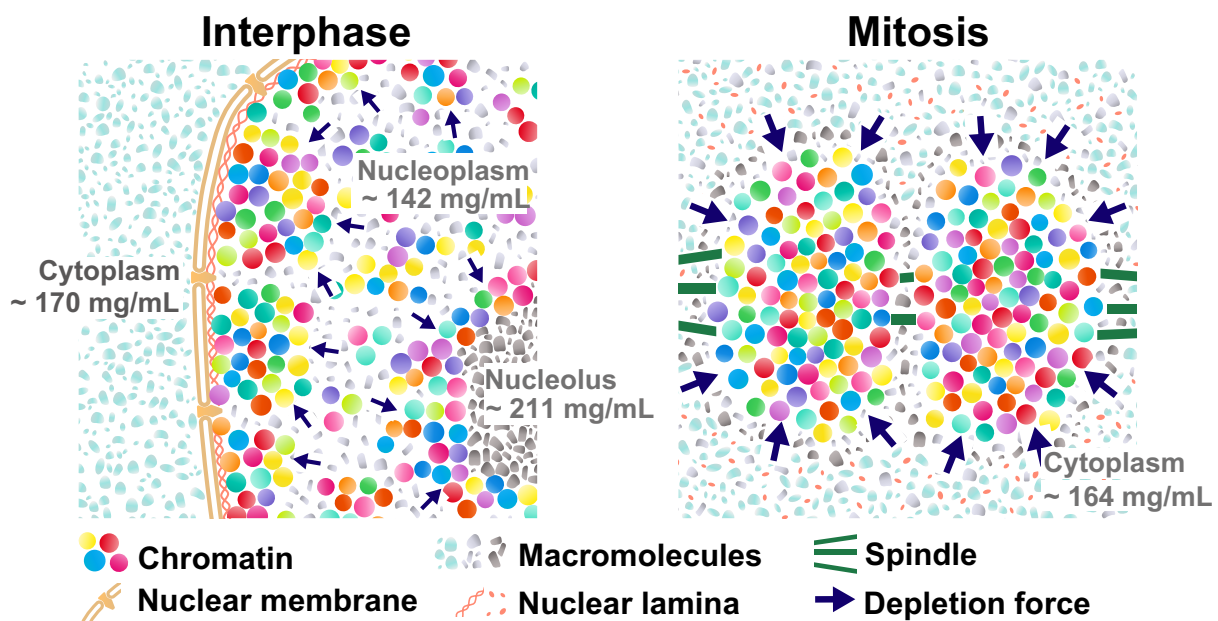 Interphase
Mitosis
Nucleoplasm
~ 142 mg/mL
Cytoplasm
~ 170 mg/mL
Nucleolus
~ 211 mg/mL
Cytoplasm
~ 164 mg/mL
Chromatin
Macromolecules
Spindle
Nuclear membrane
Nuclear lamina
Depletion force